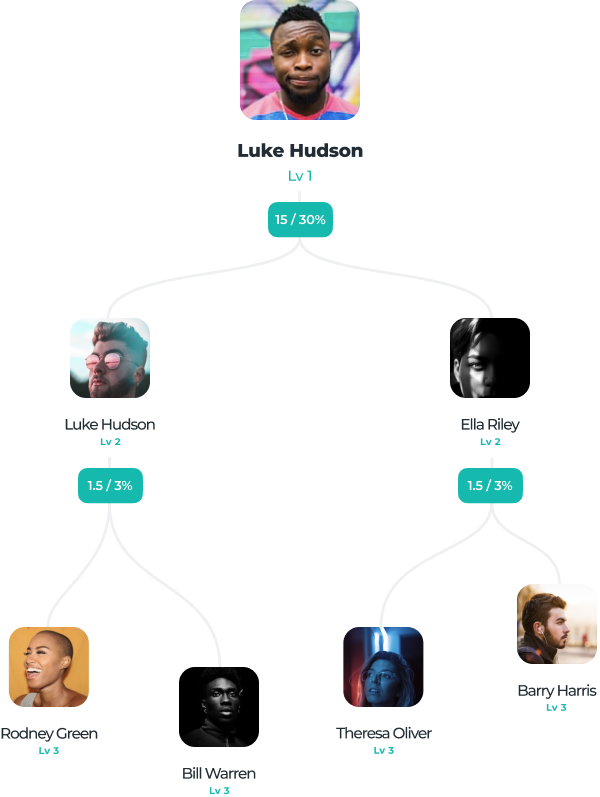 Luke Hudson
Lv 1
15 / 30%
Luke Hudson
Lv 2
1.5 / 3%
Ella Riley
Lv 2
1.5 / 3%
Rodney Green
Lv 3
Bill Warren
Lv 3
Theresa Oliver
Lv 3
Barry Harris
Lv 3